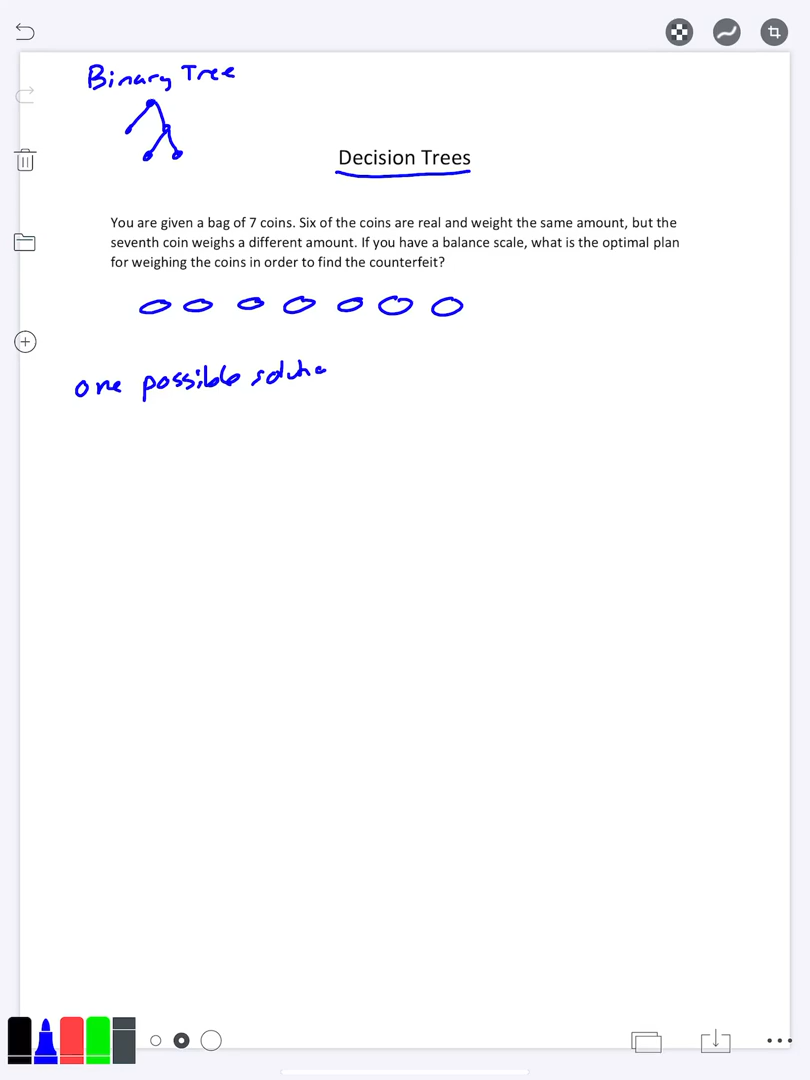 Binary Tree
Decision Trees
You are given a bag of 7 coins. Six of the coins are real and weight the same amount, but the
seventh coin weighs a different amount. If you have a balance scale, what is the optimal plan
for weighing the coins in order to find the counterfeit?
one possible solutio